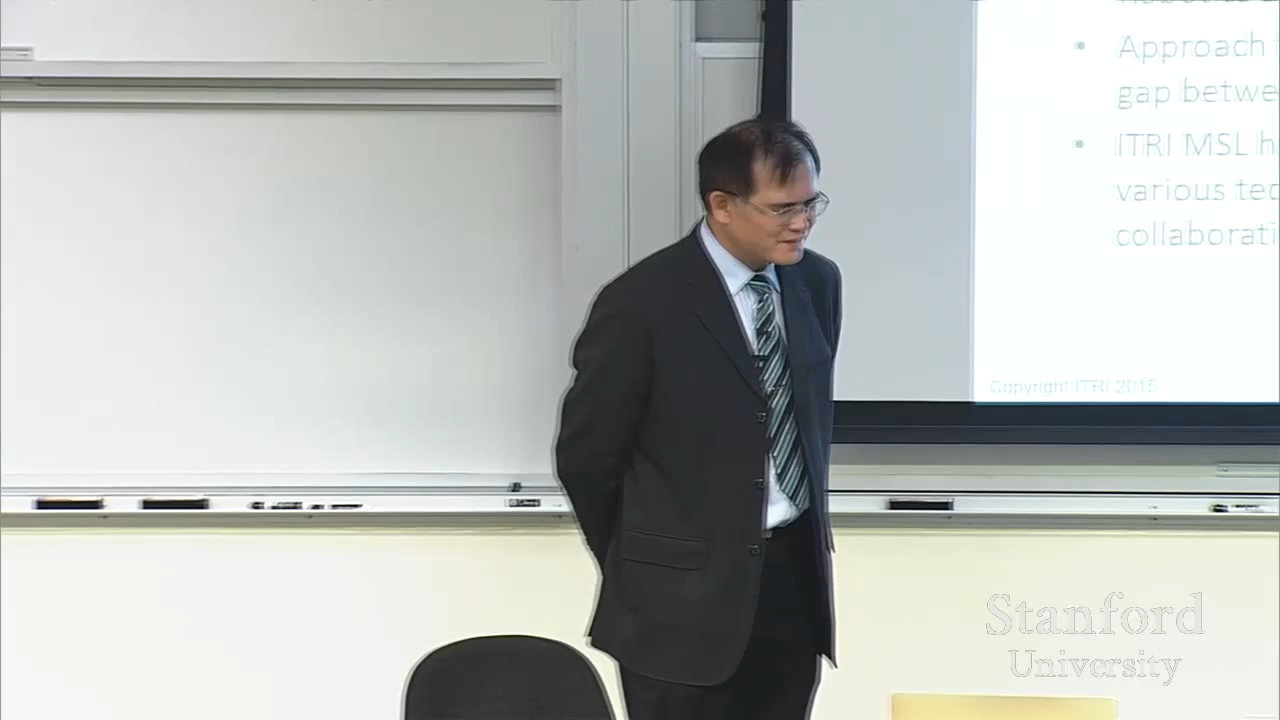 Approach
gap betwe
ITRI MSL h
various tec
collaborati
Copyright ITRI 2015
Stanford
University